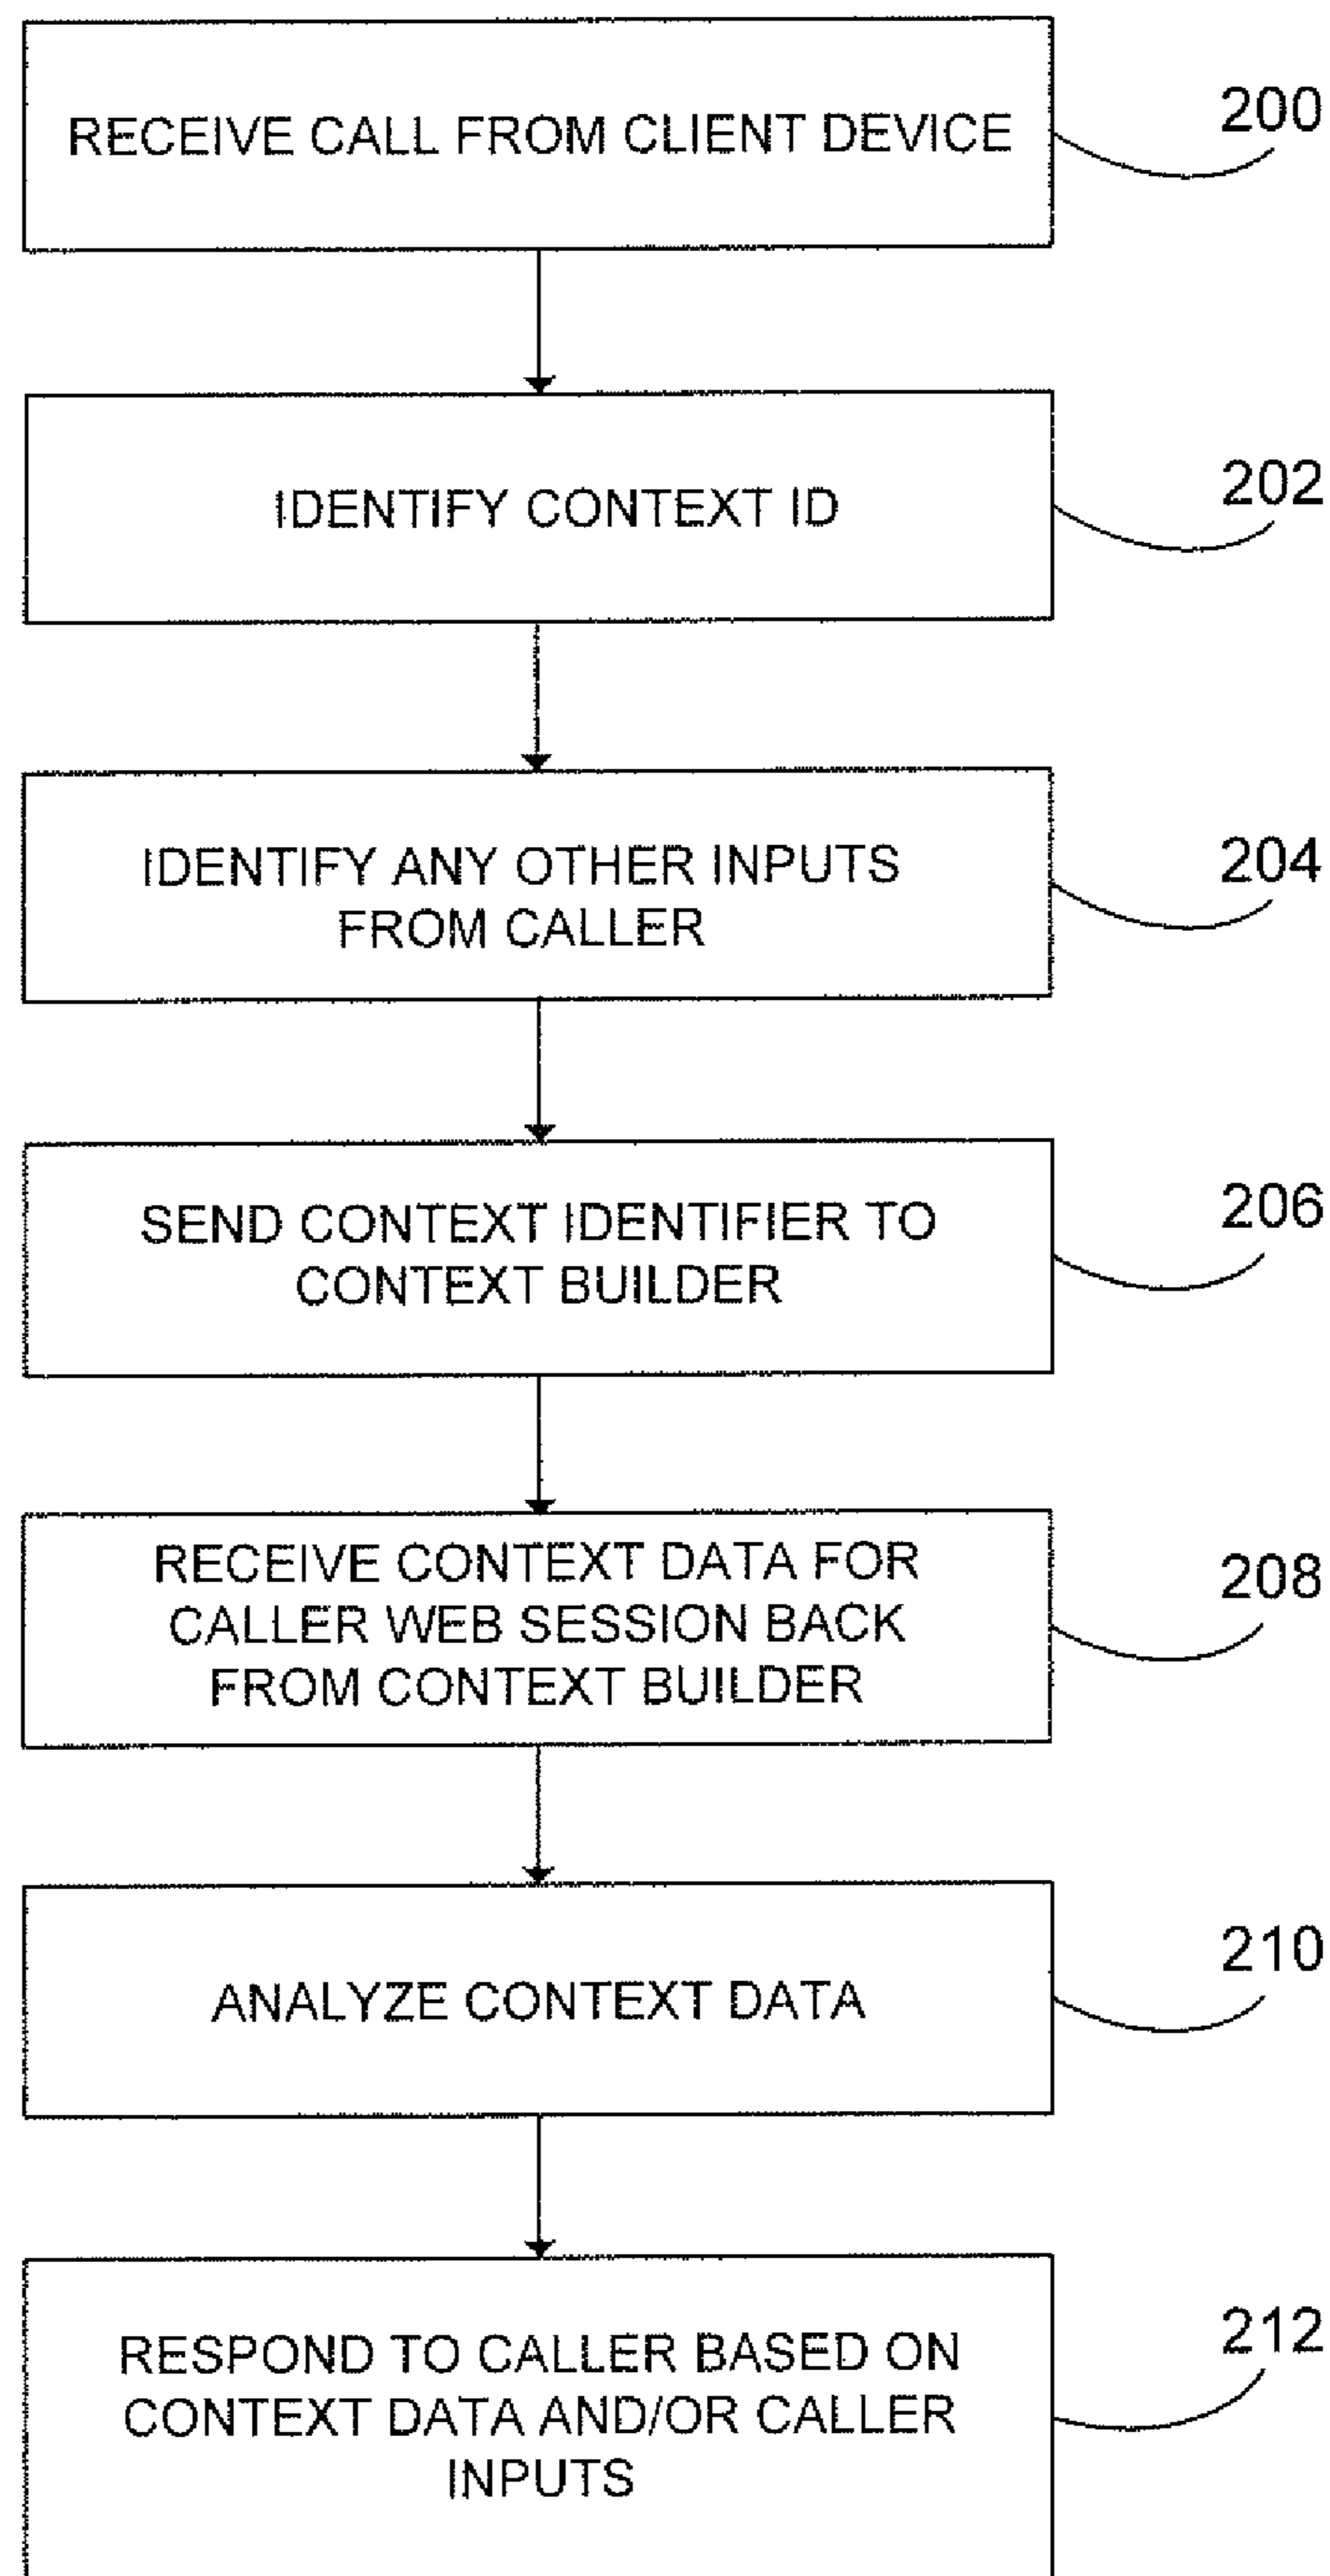 RECEIVE CALL FROM CLIENT DEVICE
200
IDENTIFY CONTEXT ID
202
IDENTIFY ANY OTHER INPUTS
FROM CALLER
204
SEND CONTEXT IDENTIFIER TO
CONTEXT BUILDER
206
RECEIVE CONTEXT DATA FOR
CALLER WEB SESSION BACK
FROM CONTEXT BUILDER
208
ANALYZE CONTEXT DATA
210
RESPOND TO CALLER BASED ON
CONTEXT DATA AND/OR CALLER
INPUTS
212